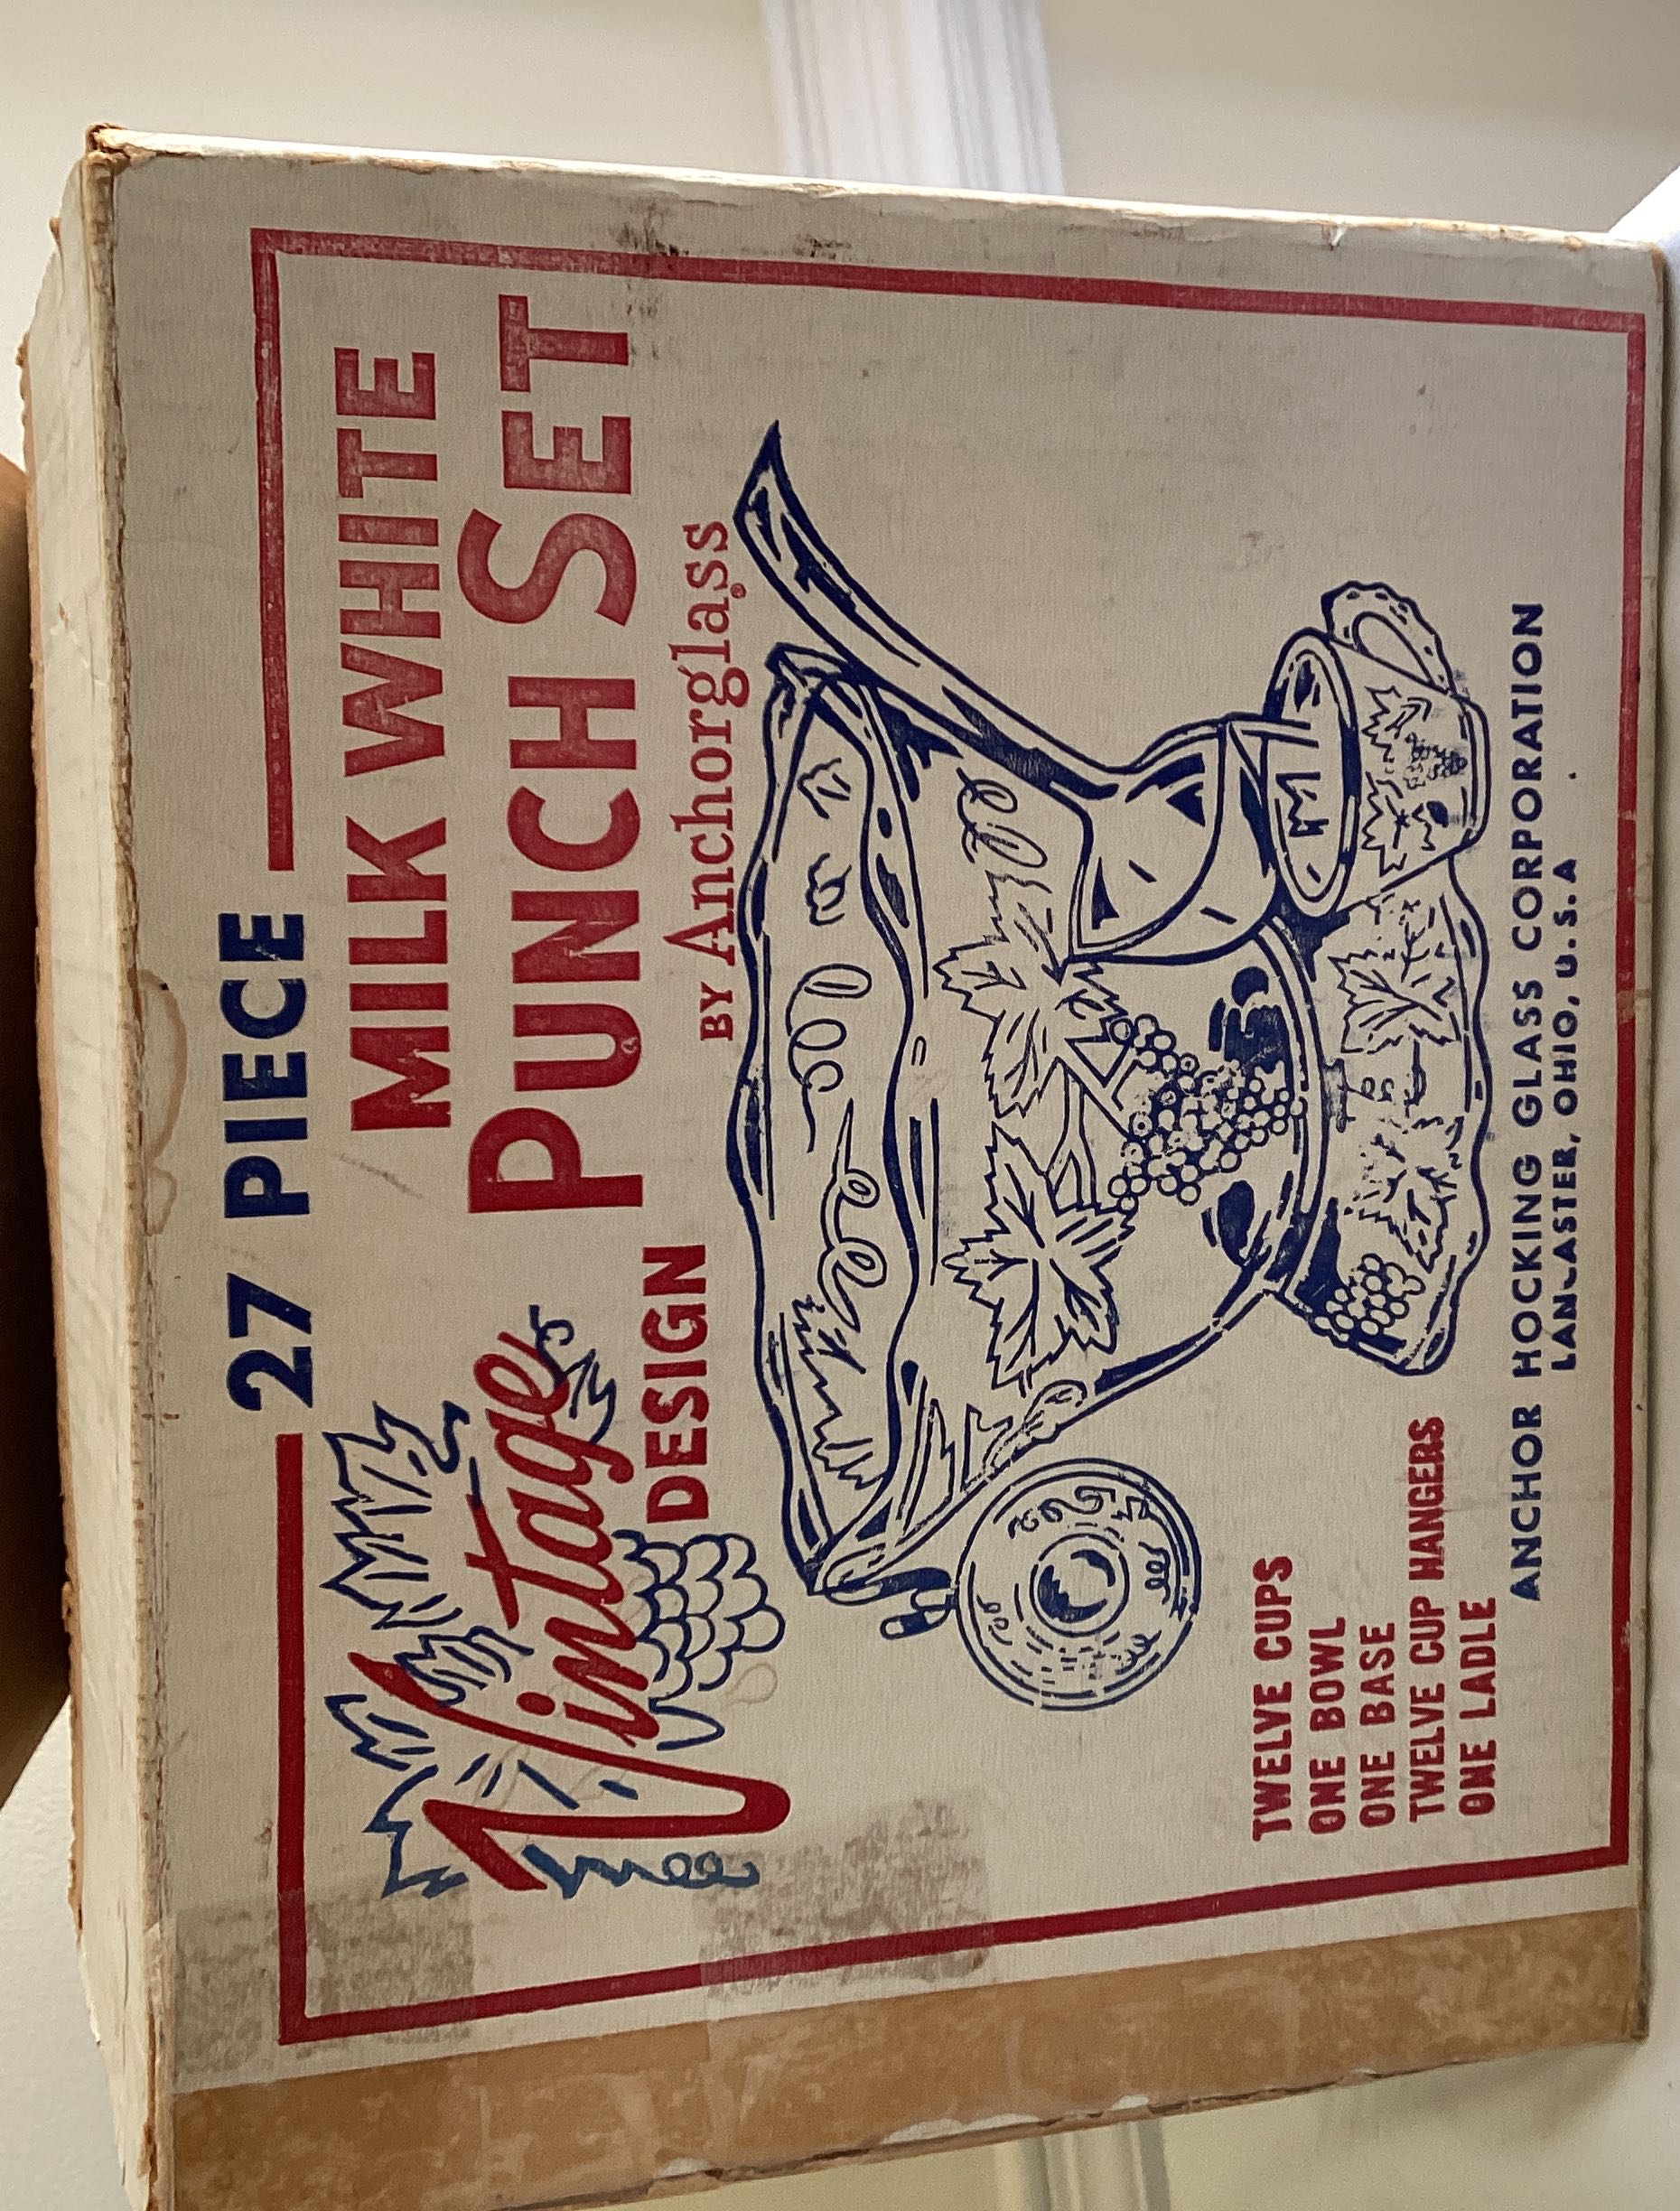 27 PIECE
MILK WHITE
PUNCH SET
Vintage
DESIGN
BY Anchorglass
TWELVE CUPS
ONE BOWL
ONE BASE
TWELVE CUP HANGERS
ONE LADLE
ANCHOR HOCKING GLASS CORPORATION
LANCASTER, OHIO, U.S.A.